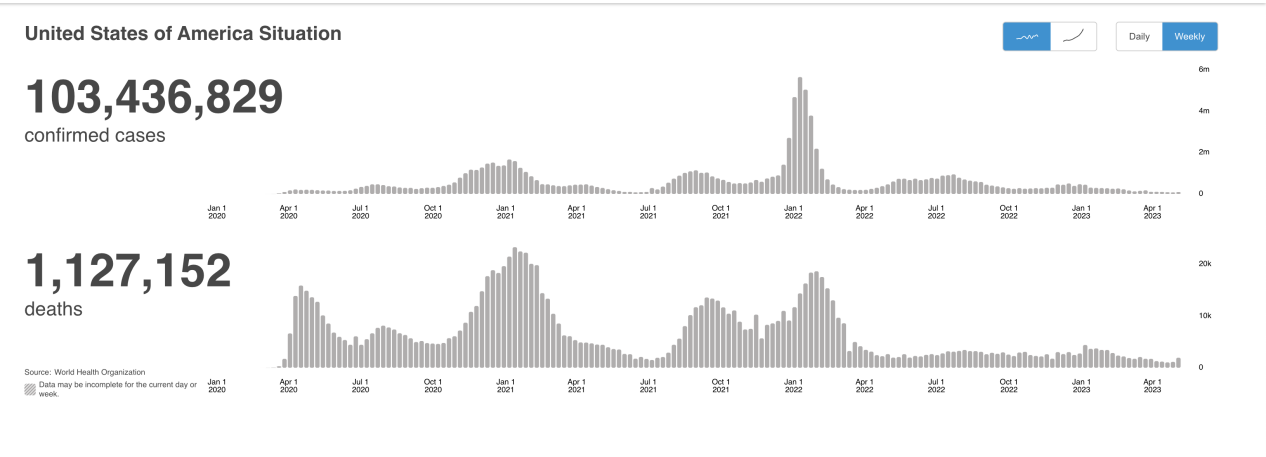 United States of America Situation
Daily
Weekly
103,436,829
confirmed cases
6m
4m
2m
0
Jan 1
2020
Apr 1
2020
Jul 1
2020
Oct 1
2020
Jan 1
2021
Apr 1
2021
Jul 1
2021
Oct 1
2021
Jan 1
2022
Apr 1
2022
Jul 1
2022
Oct 1
2022
Jan 1
2023
Apr 1
2023
1,127,152
deaths
20k
10k
0
Source: World Health Organization
Data may be incomplete for the current day or
week.
Jan 1
2020
Apr 1
2020
Jul 1
2020
Oct 1
2020
Jan 1
2021
Apr 1
2021
Jul 1
2021
Oct 1
2021
Jan 1
2022
Apr 1
2022
Jul 1
2022
Oct 1
2022
Jan 1
2023
Apr 1
2023